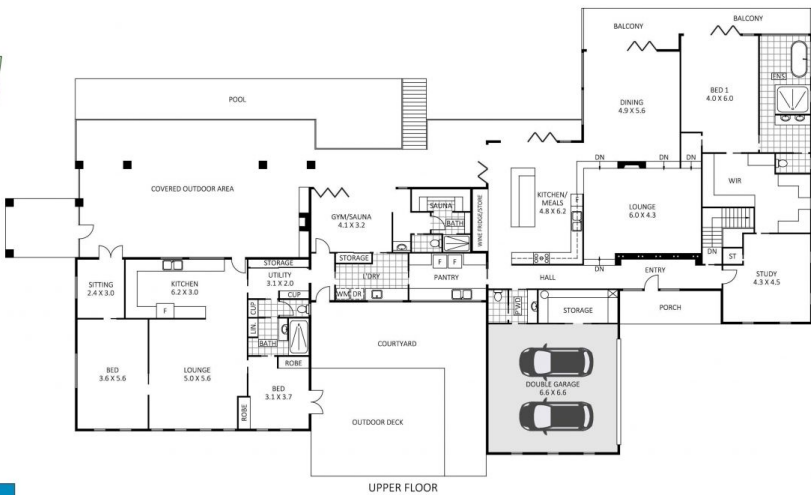 BALCONY
BALCONY
ENS
BED 1
4.0 X 6.0
DINING
4.9 X 5.6
POOL
DN
DN
DN
COVERED OUTDOOR AREA
KITCHEN/
MEALS
4.8 X 6.2
F
LOUNGE
6.0 X 4.3
WIR
GYM/SAUNA
4.1 X 3.2
SAUNA
BATH
WINE FRIDGE/STORE
DN
ST
STORAGE
STORAGE
L'DRY
F
F
PANTRY
DN
HALL
ENTRY
STUDY
4.3 X 4.5
SITTING
2.4 X 3.0
KITCHEN
6.2 X 3.0
F
UTILITY
3.1 X 2.0
CUP
CUP
WM
DR
P'WD
STORAGE
PORCH
LIN.
BATH
COURTYARD
BED
3.6 X 5.6
LOUNGE
5.0 X 5.6
ROBE
BED
3.1 X 3.7
ROBE
DOUBLE GARAGE
6.6 X 6.6
OUTDOOR DECK
UPPER FLOOR